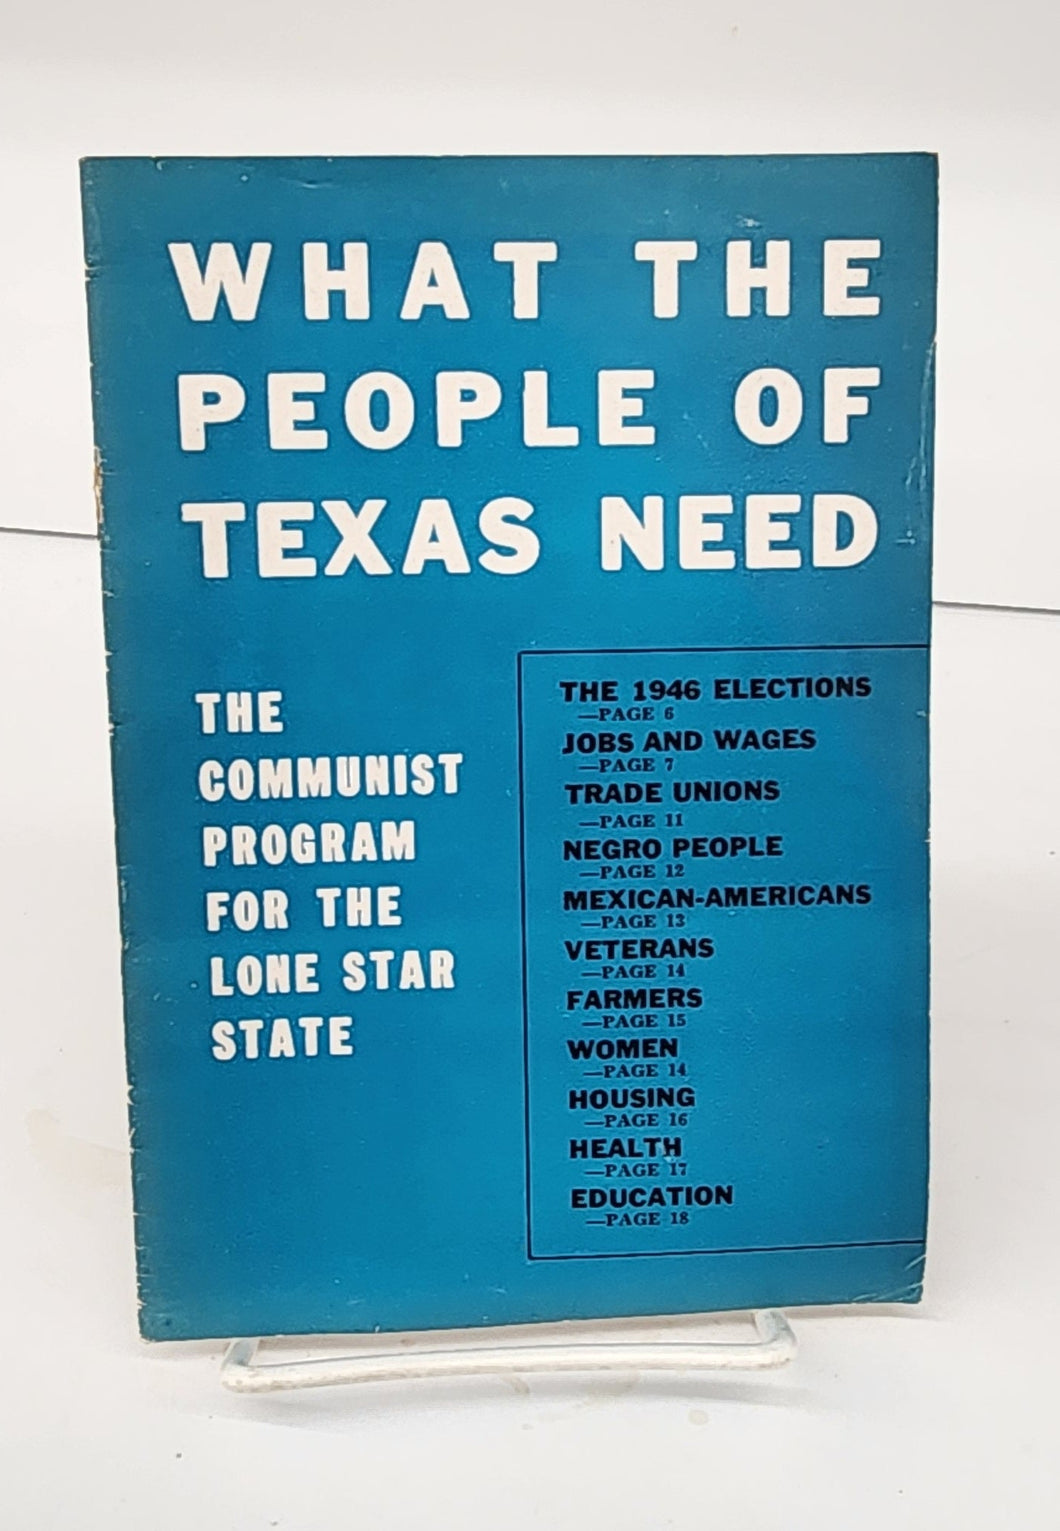 WHAT THE
PEOPLE OF
TEXAS NEED
THE
COMMUNIST
PROGRAM
FOR THE
LONE STAR
STATE
THE 1946 ELECTIONS
—PAGE 6
JOBS AND WAGES
—PAGE 7
TRADE UNIONS
—PAGE 11
NEGRO PEOPLE
—PAGE 12
MEXICAN-AMERICANS
—PAGE 13
VETERANS
—PAGE 14
FARMERS
—PAGE 15
WOMEN
—PAGE 14
HOUSING
—PAGE 16
HEALTH
—PAGE 17
EDUCATION
—PAGE 18